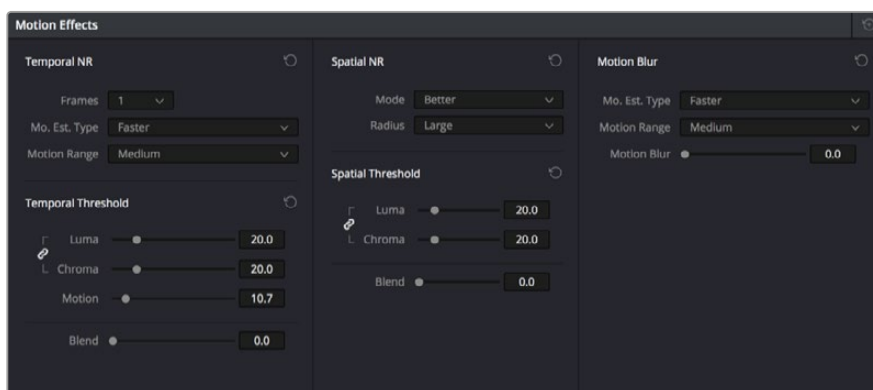 Motion Effects
Temporal NR
Frames 1
Mo. Est. Type Faster
Motion Range Medium
Temporal Threshold
Luma 20.0
Chroma 20.0
Motion 10.7
Blend 0.0
Spatial NR
Mode Better
Radius Large
Spatial Threshold
Luma 20.0
Chroma 20.0
Blend 0.0
Motion Blur
Mo. Est. Type Faster
Motion Range Medium
Motion Blur 0.0